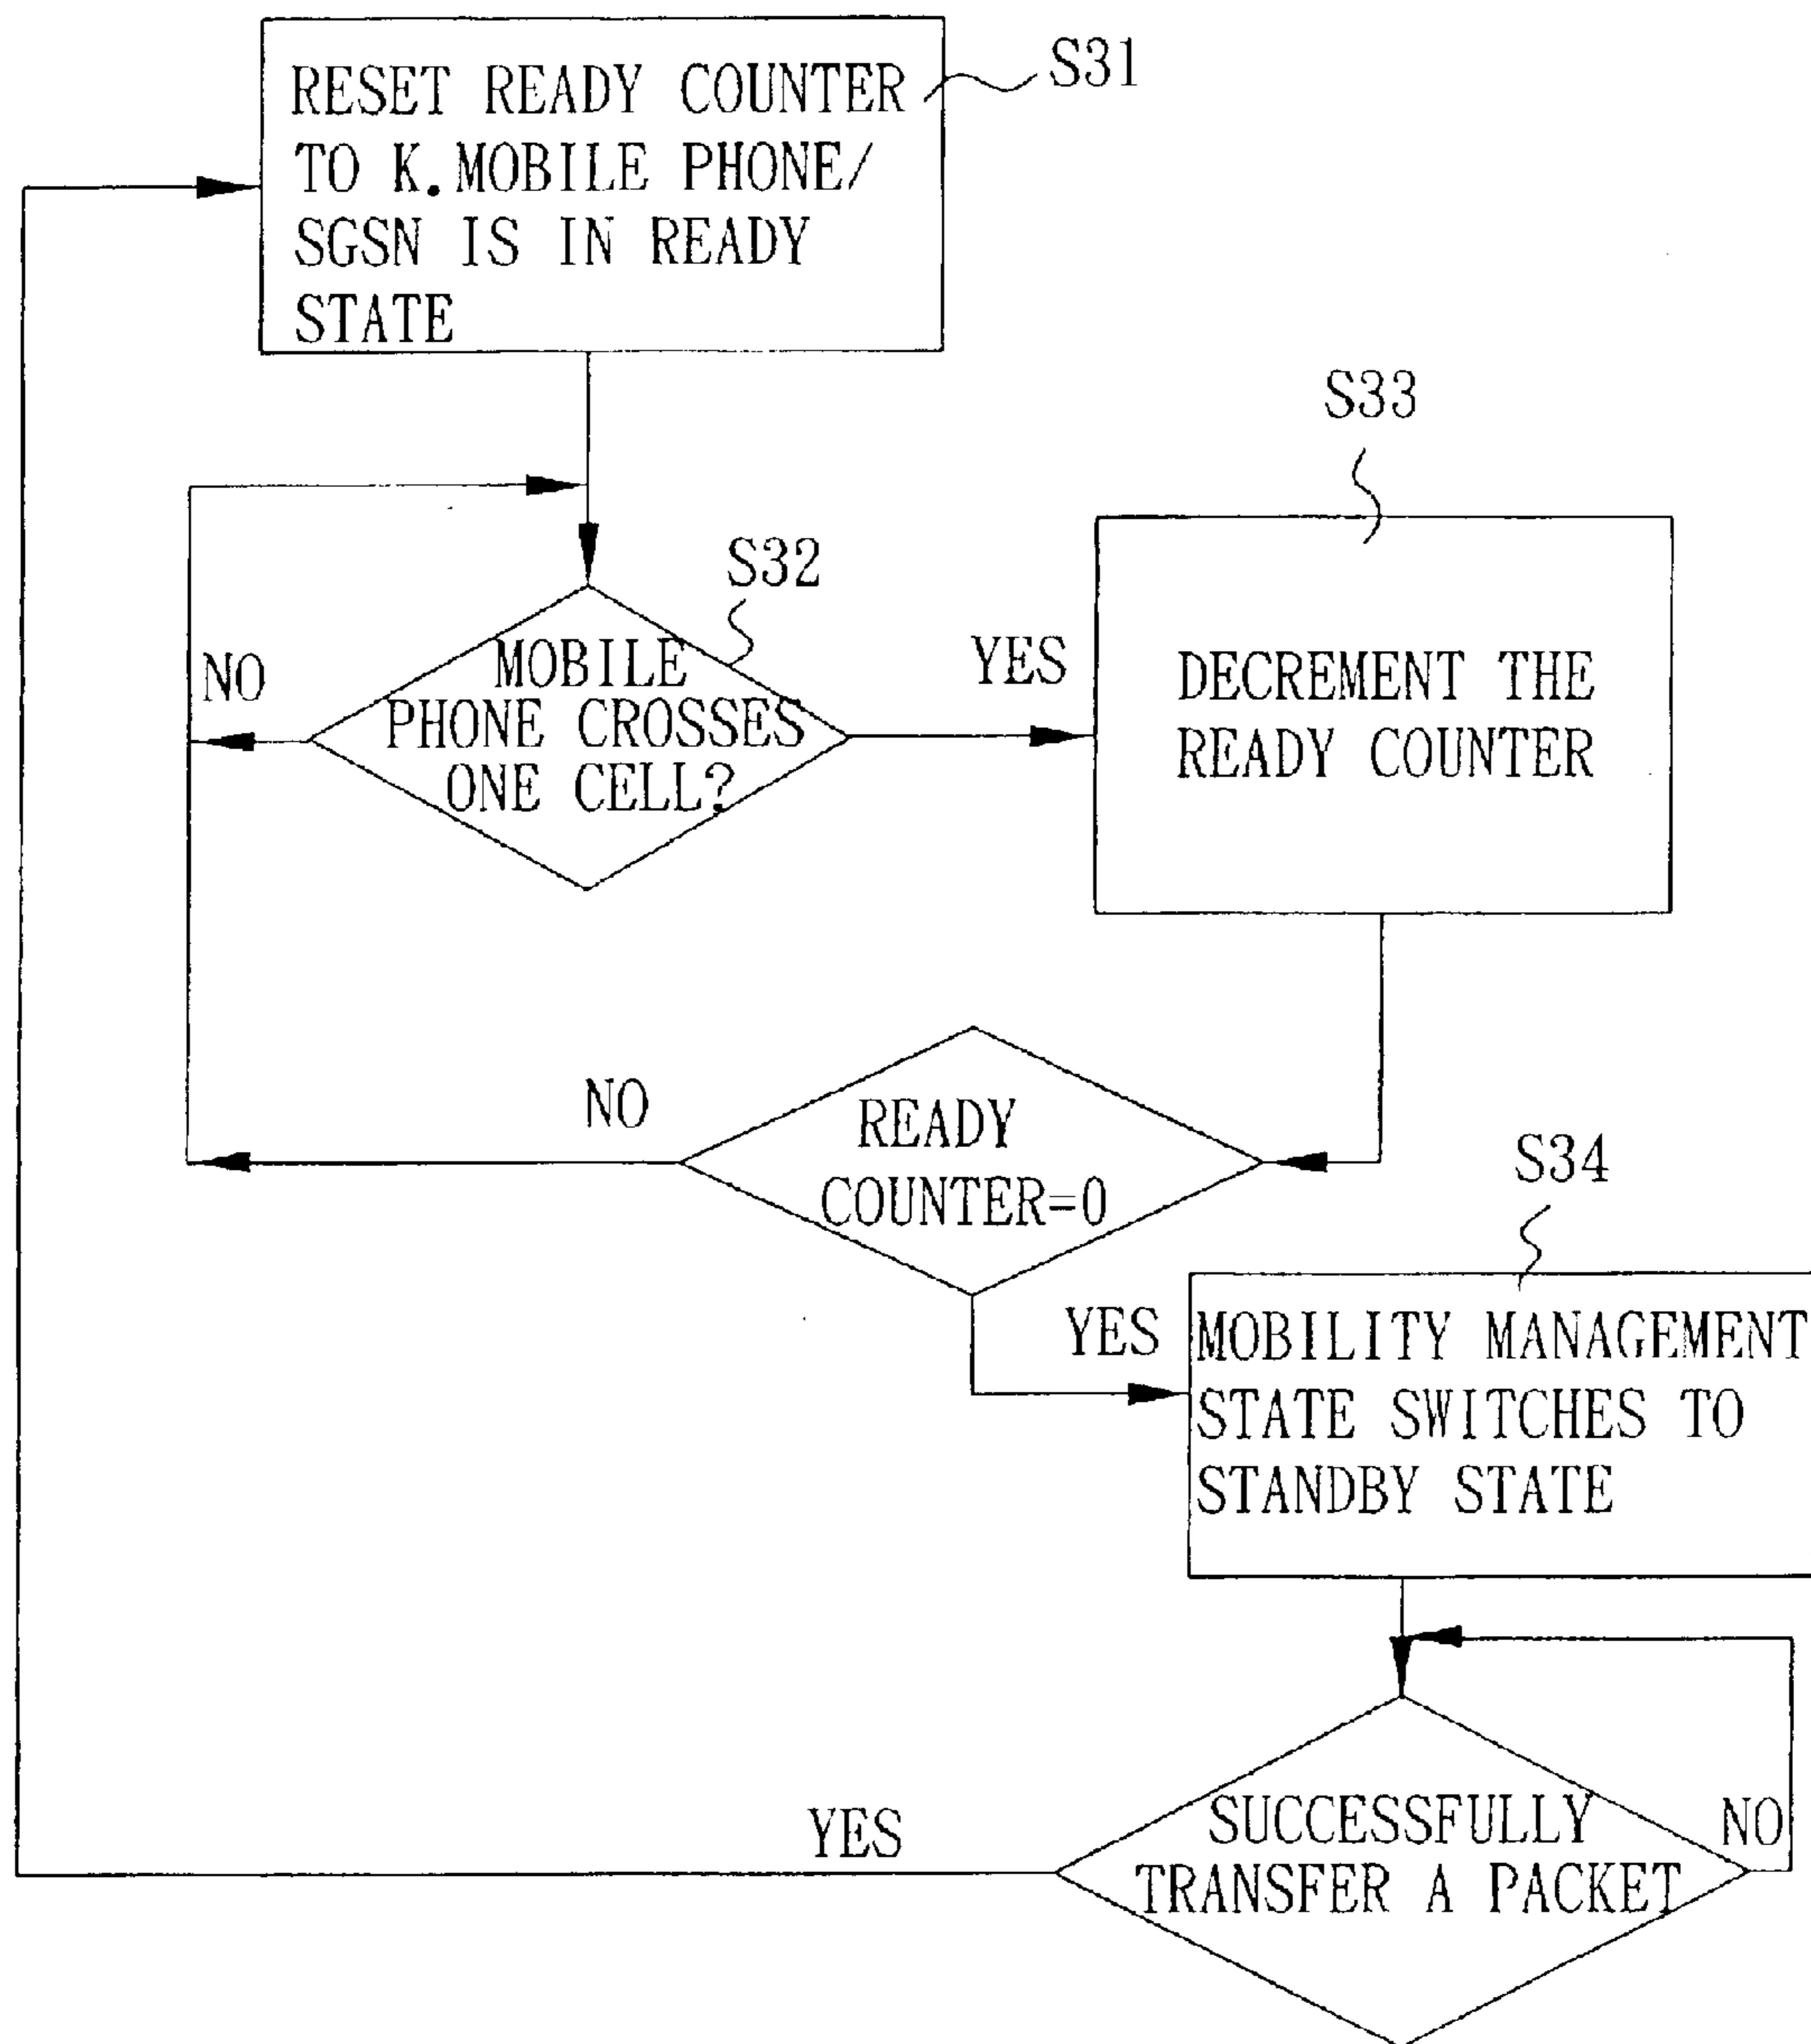 RESET READY COUNTER
TO K.MOBILE PHONE/
SGSN IS IN READY
STATE
S31
S33
S32
NO
MOBILE
PHONE CROSSES
ONE CELL?
YES
DECREMENT THE
READY COUNTER
NO
READY
COUNTER=0
S34
YES
MOBILITY MANAGEMENT
STATE SWITCHES TO
STANDBY STATE
YES
SUCCESSFULLY
TRANSFER A PACKET
NO